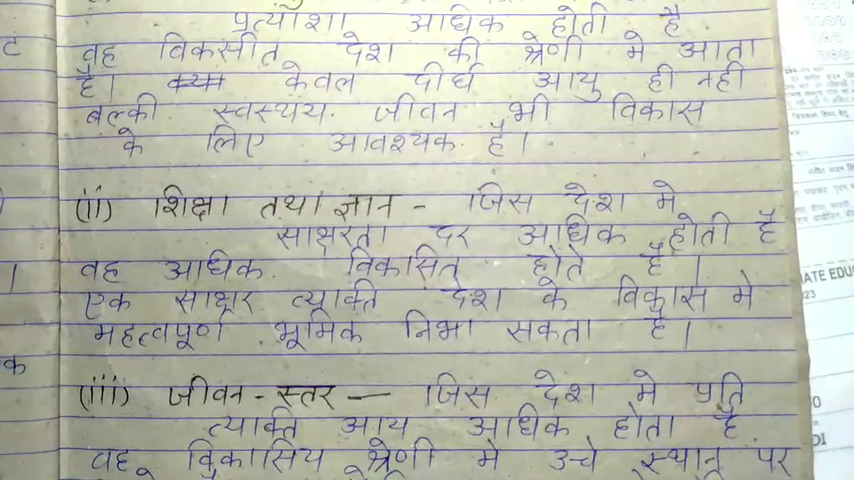 प्रत्याशा अधिक होती है
वह विकसीत देश की श्रेणी मे आता
है। केवल दीर्घ आयु ही नही
बल्की स्वस्थय जीवन भी विकास
के लिए आवश्यक है।
(ii) शिक्षा तथा ज्ञान - जिस देश मे
साक्षरता दर अधिक होती है
वह अधिक विकसित होते है।
एक साक्षर व्यक्ति देश के विकास मे
महत्वपूर्ण भूमिक निभा सकता है।
(iii) जीवन - स्तर — जिस देश मे प्रति
व्यक्ति आय अधिक होता है
वह विकासिय श्रेणी मे उच्चे स्थान पर